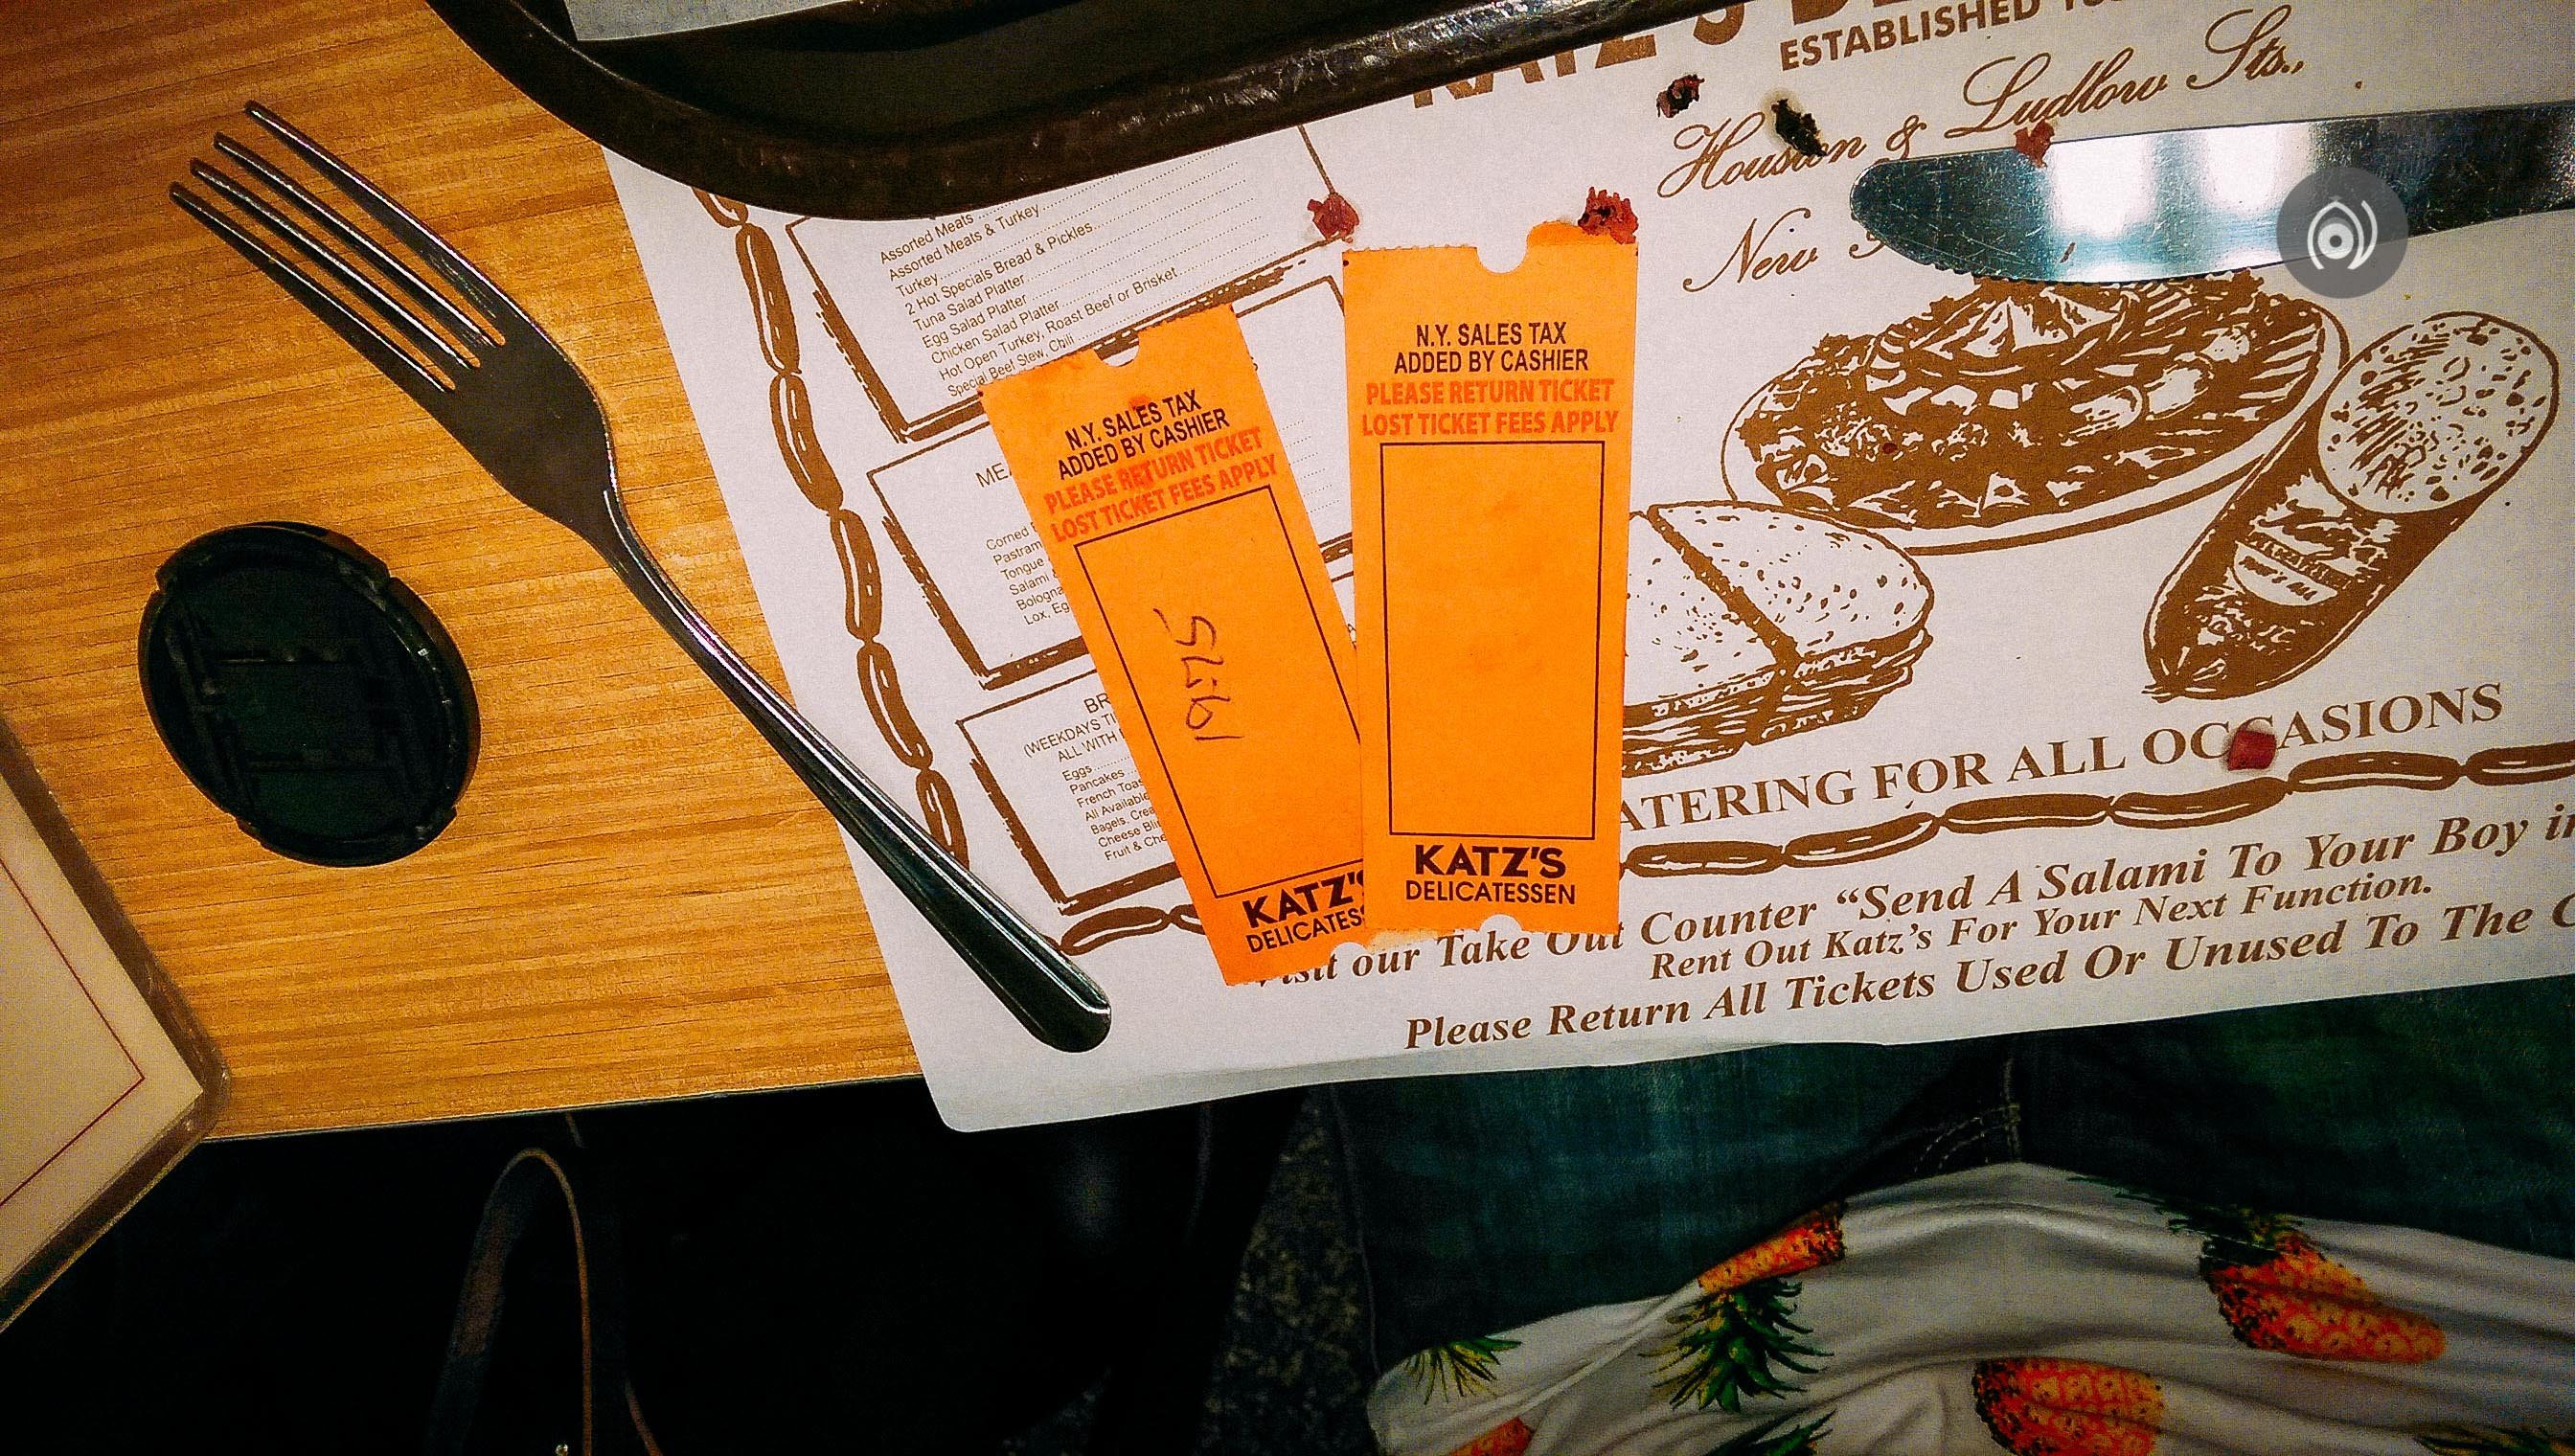 KATZ'S
ESTABLISHED
Houston & Ludlow Sts.,
New
Assorted Meats
Assorted Meats & Turkey
Turkey
2 Hot Specials Bread & Pickles
Tuna Salad Platter
Egg Salad Platter
Chicken Salad Platter
Hot Open Turkey, Roast Beef or Brisket
Special Beef Stew, Chili
Corned
Pastram
Tongue
Salami
Bologna
Lox, Eg
(WEEKDAYS
ALL WITH
Eggs
Pancakes
French Toas
All Available
Bagels, Crea
Cheese Bli
Fruit & Che
N.Y. SALES TAX
ADDED BY CASHIER
PLEASE RETURN TICKET
LOST TICKET FEES APPLY
19.75
KATZ'S
DELICATES
N.Y. SALES TAX
ADDED BY CASHIER
PLEASE RETURN TICKET
LOST TICKET FEES APPLY
KATZ'S
DELICATESSEN
ATERING FOR ALL OCCASIONS
Visit our Take Out Counter “Send A Salami To Your Boy in
Rent Out Katz's For Your Next Function.
Please Return All Tickets Used Or Unused To The